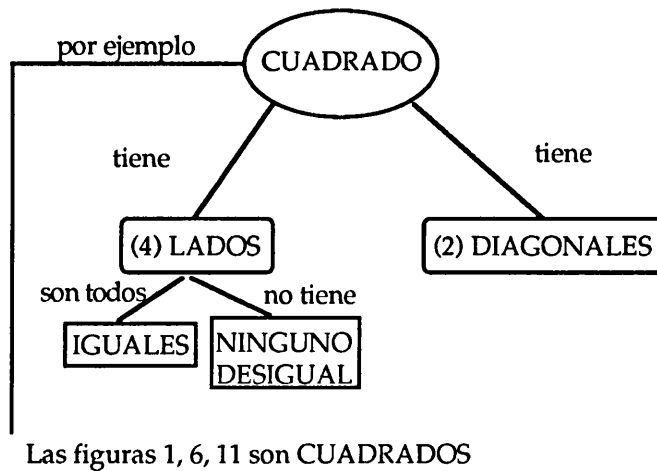 por ejemplo
CUADRADO
tiene
tiene
(4) LADOS
(2) DIAGONALES
son todos
no tiene
IGUALES
NINGUNO
DESIGUAL
Las figuras 1, 6, 11 son CUADRADOS